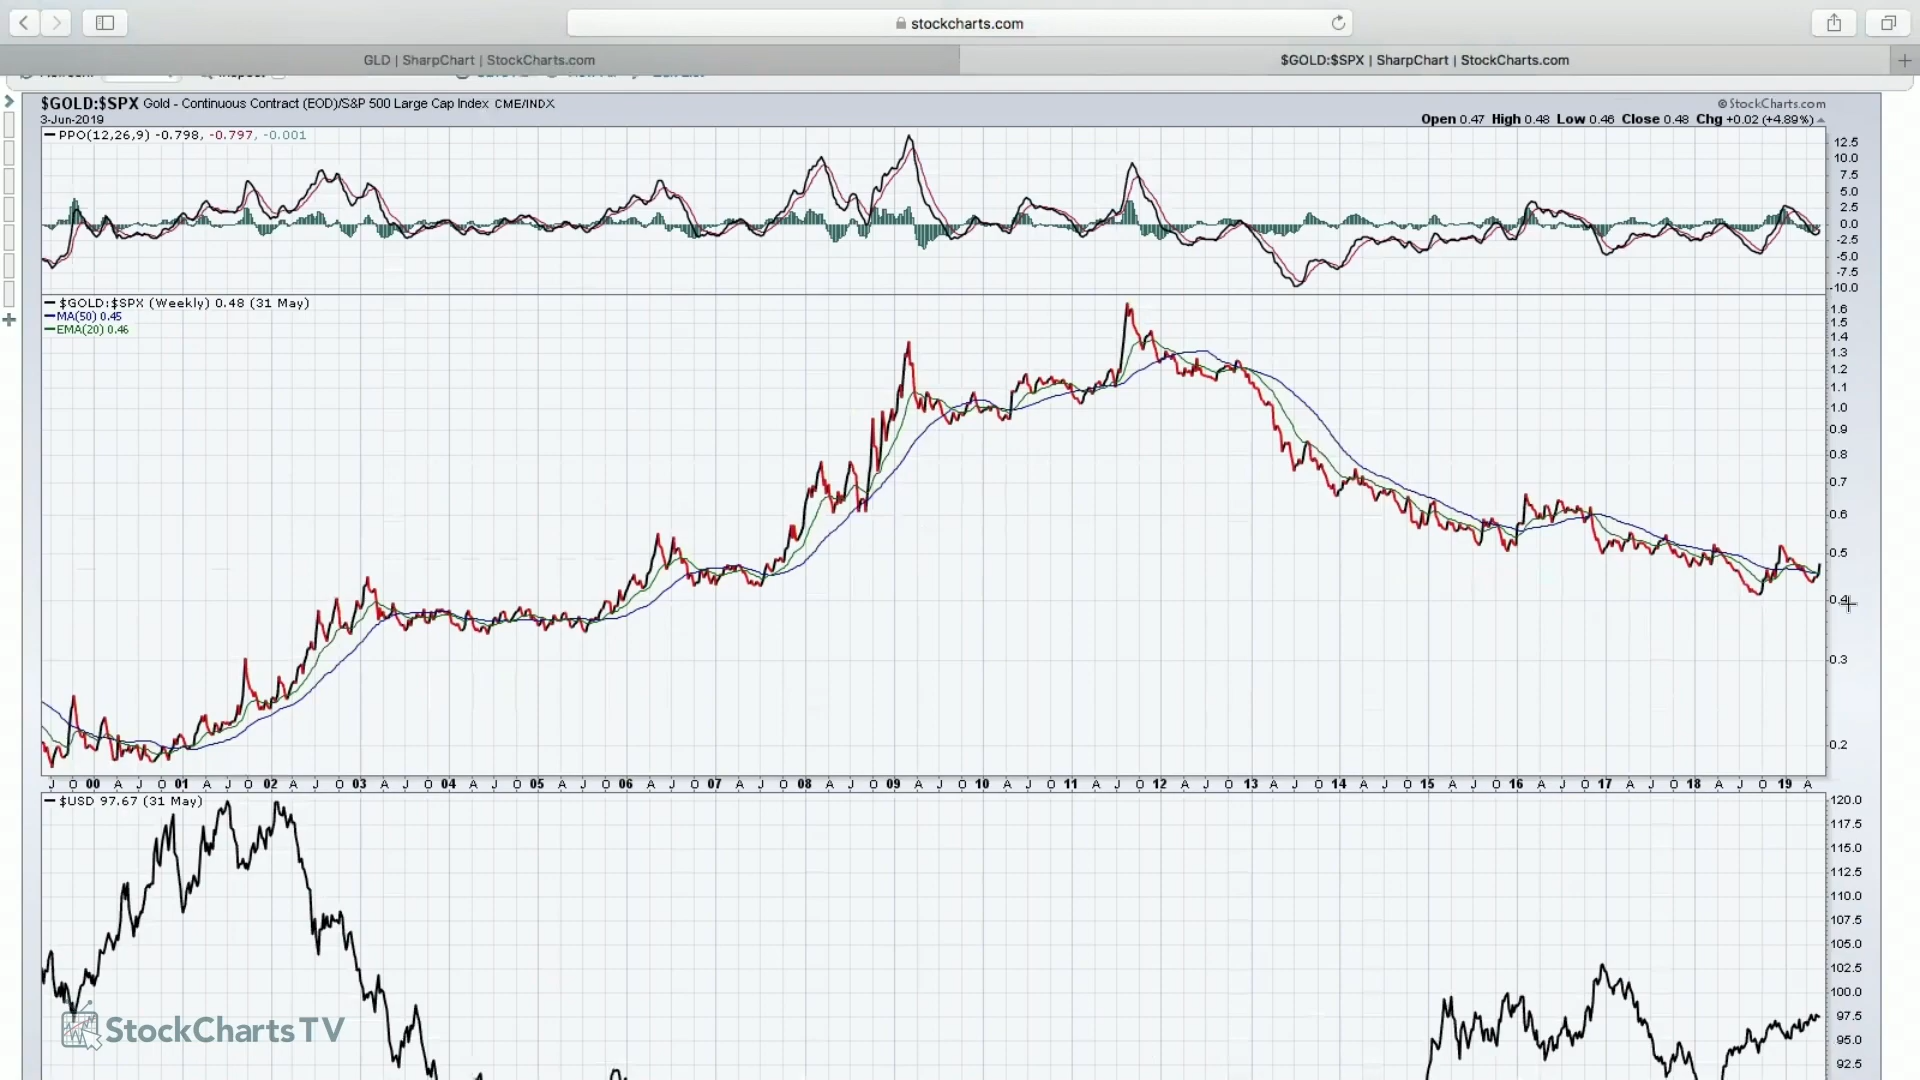 stockcharts.com
GLD | SharpChart | StockCharts.com
$GOLD:$SPX | SharpChart | StockCharts.com
$GOLD:$SPX Gold - Continuous Contract (EOD)/S&P 500 Large Cap Index CME/INDX
© StockCharts.com
3-Jun-2019
Open 0.47 High 0.48 Low 0.46 Close 0.48 Chg +0.02 (+4.89%)
PPO(12,26,9) -0.798, -0.797, -0.001
12.5
10.0
7.5
5.0
2.5
0.0
-2.5
-5.0
-7.5
-10.0
$GOLD:$SPX (Weekly) 0.48 (31 May)
MA(50) 0.45
EMA(20) 0.46
1.6
1.5
1.4
1.3
1.2
1.1
1.0
0.9
0.8
0.7
0.6
0.5
0.4
0.3
0.2
J O 00 A J O 01 A J O 02 A J O 03 A J O 04 A J O 05 A J O 06 A J O 07 A J O 08 A J O 09 A J O 10 A J O 11 A J O 12 A J O 13 A J O 14 A J O 15 A J O 16 A J O 17 A J O 18 A J O 19 A
$USD 97.67 (31 May)
120.0
117.5
115.0
112.5
110.0
107.5
105.0
102.5
100.0
97.5
95.0
92.5
StockCharts TV